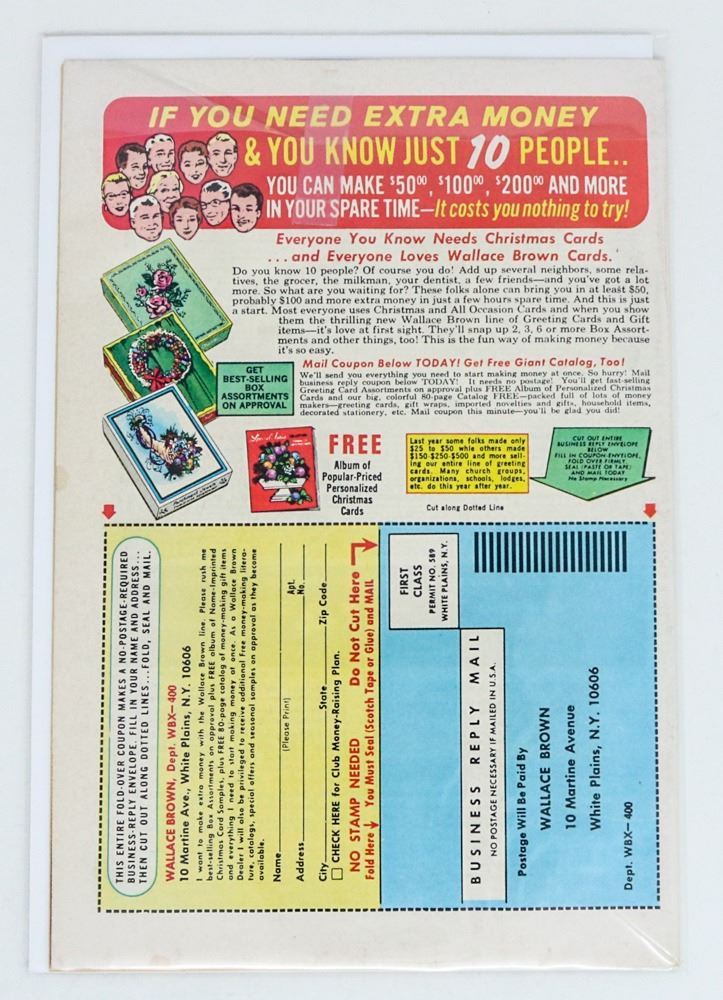 IF YOU NEED EXTRA MONEY
& YOU KNOW JUST 10 PEOPLE..
YOU CAN MAKE $50⁰⁰, $100⁰⁰, $200⁰⁰ AND MORE
IN YOUR SPARE TIME—It costs you nothing to try!
Everyone You Know Needs Christmas Cards
...and Everyone Loves Wallace Brown Cards.
Do you know 10 people? Of course you do! Add up several neighbors, some rela-
tives, the grocer, the milkman, your dentist, a few friends—and you've got a lot
more. So what are you waiting for? These folks alone can bring you in at least $50,
probably $100 and more extra money in just a few hours spare time. And this is just
a start. Most everyone uses Christmas and All Occasion Cards and when you show
them the thrilling new Wallace Brown line of Greeting Cards and Gift
items—it's love at first sight. They'll snap up 2, 3, 6 or more Box Assort-
ments and other things, too! This is the fun way of making money because
it's so easy.
Mail Coupon Below TODAY! Get Free Giant Catalog, Too!
We'll send you everything you need to start making money at once. So hurry! Mail
business reply coupon below TODAY! It needs no postage! You'll get fast-selling
Greeting Card Assortments on approval plus FREE Album of Personalized Christmas
Cards and our big, colorful 80-page Catalog FREE—packed full of lots of money
makers—greeting cards, gift wraps, imported novelties and gifts, household items,
decorated stationery, etc. Mail coupon this minute—you'll be glad you did!
GET
BEST-SELLING
BOX
ASSORTMENTS
ON APPROVAL
FREE
Album of
Popular-Priced
Personalized
Christmas
Cards
Last year some folks made only
$25 to $50 while others made
$150-$250-$500 and more sell-
ing our entire line of greeting
cards. Many church groups,
organizations, schools, lodges,
etc. do this year after year.
CUT OUT ENTIRE
BUSINESS REPLY ENVELOPE
BELOW
FILL IN COUPON-ENVELOPE,
FOLD OVER FIRMLY,
SEAL (PASTE OR TAPE)
AND MAIL TODAY
No Stamp Necessary
Cut along Dotted Line
THIS ENTIRE FOLD-OVER COUPON MAKES A NO-POSTAGE-REQUIRED
BUSINESS-REPLY ENVELOPE. FILL IN YOUR NAME AND ADDRESS...
THEN CUT OUT ALONG DOTTED LINES...FOLD, SEAL AND MAIL.
WALLACE BROWN, Dept. WBX—400
10 Martine Ave., White Plains, N.Y. 10606
I want to make extra money with the Wallace Brown line. Please rush me
best-selling Box Assortments on approval plus FREE album of Name-Imprinted
Christmas Card Samples, plus FREE 80-page catalog of money-making gift items
and everything I need to start making money at once. As a Wallace Brown
Dealer I will also be privileged to receive additional Free money-making litera-
ture, catalogs, special offers and seasonal samples on approval as they become
available.
Name
(Please Print)
Address Apt. No.
City State Zip Code
CHECK HERE for Club Money-Raising Plan.
NO STAMP NEEDED Do Not Cut Here
Fold Here You Must Seal (Scotch Tape or Glue) and MAIL
FIRST
CLASS
PERMIT NO. 589
WHITE PLAINS, N.Y.
BUSINESS REPLY MAIL
NO POSTAGE NECESSARY IF MAILED IN U.S.A.
Postage Will Be Paid By
WALLACE BROWN
10 Martine Avenue
White Plains, N.Y. 10606
Dept. WBX—400